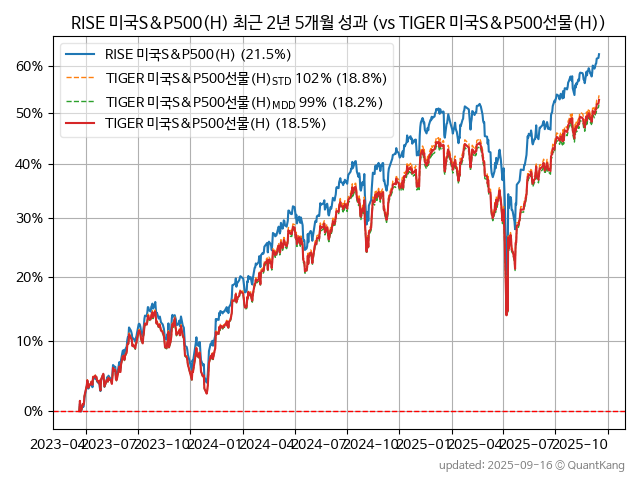 RISE 미국S&P500(H) 최근 2년 5개월 성과 (vs TIGER 미국S&P500선물(H))
RISE 미국S&P500(H) (21.5%)
TIGER 미국S&P500선물(H)STD 102% (18.8%)
TIGER 미국S&P500선물(H)MDD 99% (18.2%)
TIGER 미국S&P500선물(H) (18.5%)
60%
50%
40%
30%
20%
10%
0%
2023-04 2023-07 2023-10 2024-01 2024-04 2024-07 2024-10 2025-01 2025-04 2025-07 2025-10
updated: 2025-09-16 © QuantKang